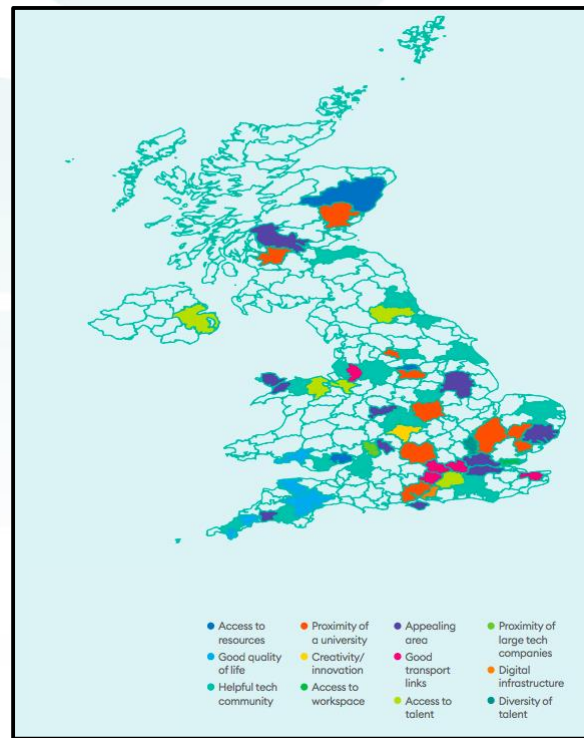 Access to
resources
Good quality
of life
Helpful tech
community
Proximity of
a university
Creativity/
innovation
Access to
workspace
Appealing
area
Good
transport
links
Access to
talent
Proximity of
large tech
companies
Digital
infrastructure
Diversity of
talent